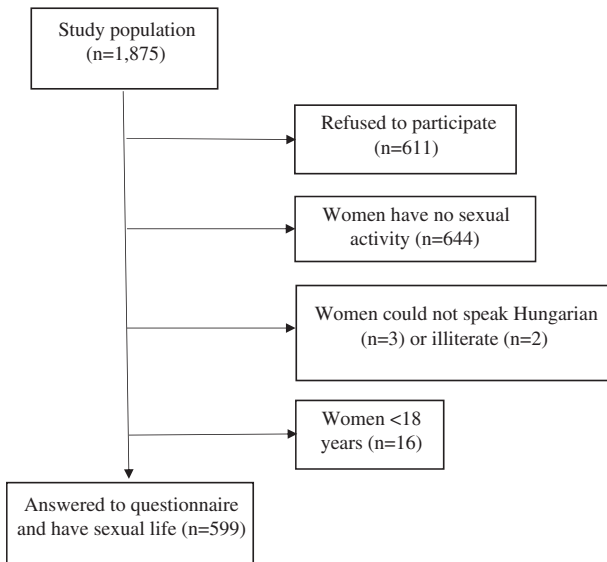 Study population
(n=1,875)
Refused to participate
(n=611)
Women have no sexual
activity (n=644)
Women could not speak Hungarian
(n=3) or illiterate (n=2)
Women <18
years (n=16)
Answered to questionnaire
and have sexual life (n=599)